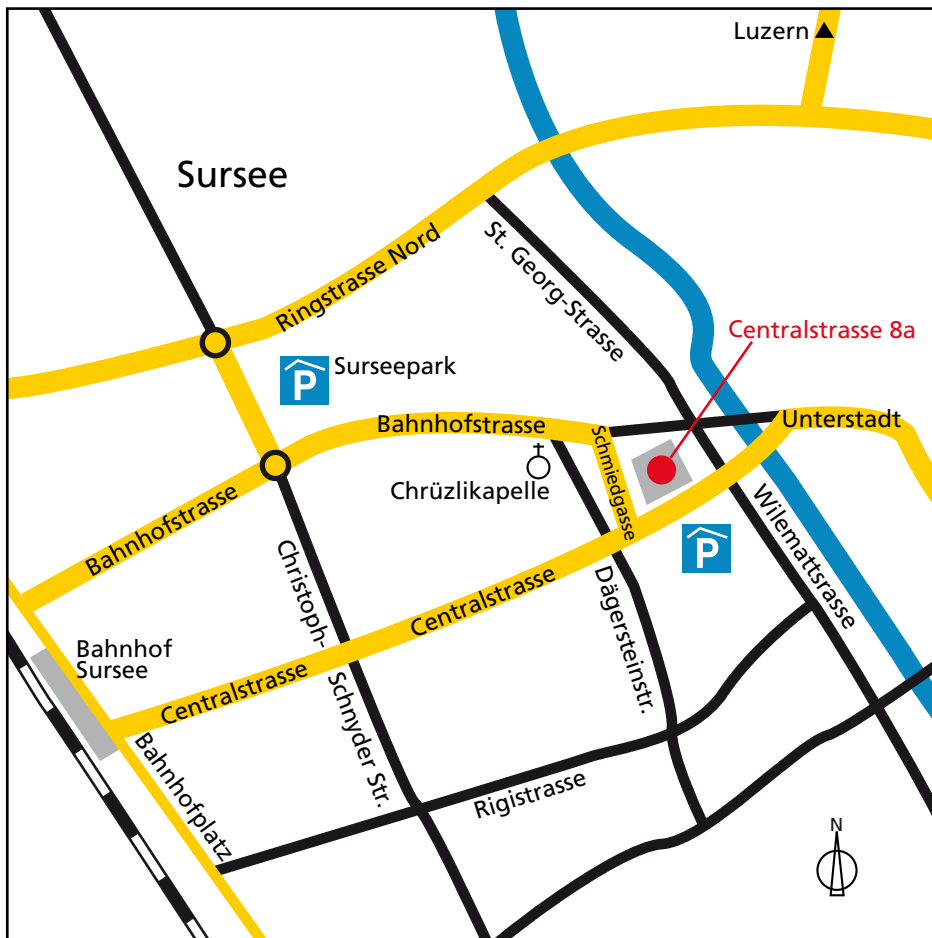 Luzern
Sursee
Ringstrasse Nord
St. Georg-Strasse
Centralstrasse 8a
P
Surseepark
Bahnhofstrasse
Unterstadt
Schmiedgasse
Chrüzlikapelle
Bahnhofstrasse
Wilemattsrasse
P
Christoph-
Schnyder Str.
Centralstrasse
Dägersteinstr.
Bahnhof
Sursee
Centralstrasse
Bahnhofplatz
Rigistrasse
N